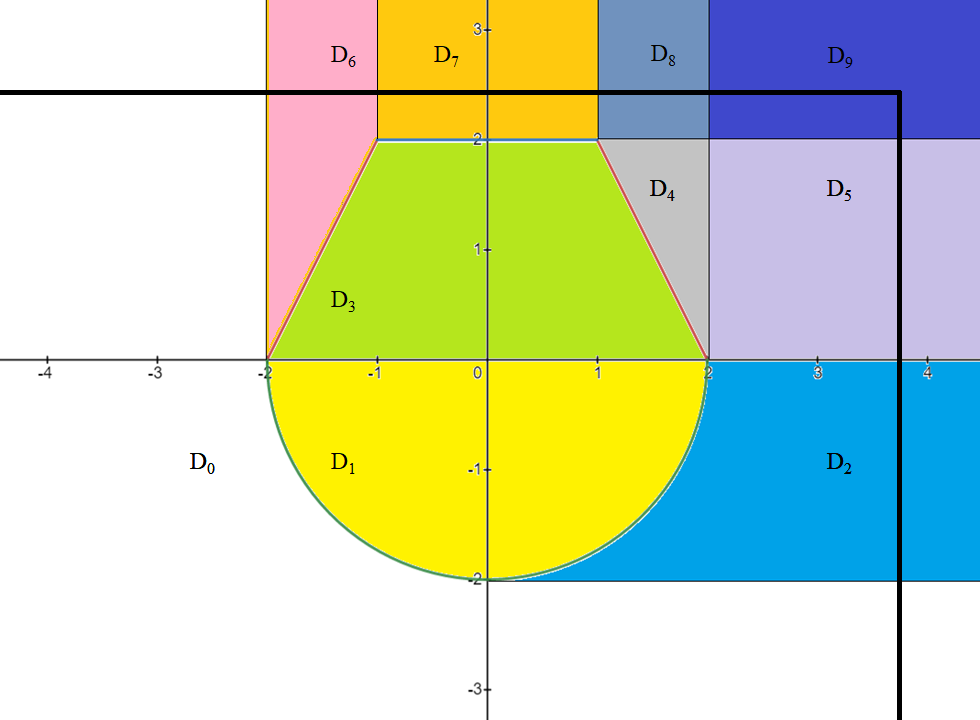 3
D₆ D₇ D₈ D₉
2
D₄ D₅
1
D₃
-4 -3 -2 -1 0 1 2 3 4
D₀ D₁ D₂
-1
-2
-3